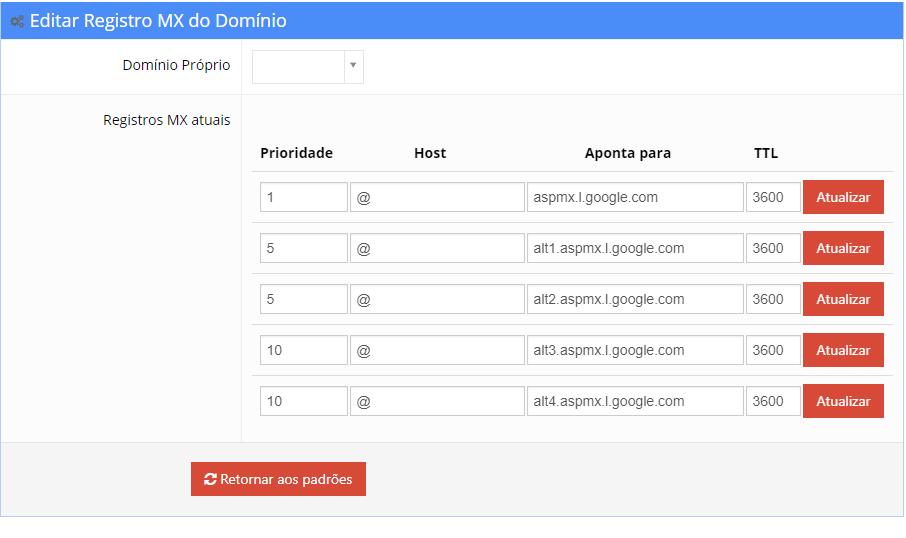 Editar Registro MX do Domínio
Domínio Próprio
Registros MX atuais
Prioridade Host Aponta para TTL
1 @ aspmx.l.google.com 3600 Atualizar
5 @ alt1.aspmx.l.google.com 3600 Atualizar
5 @ alt2.aspmx.l.google.com 3600 Atualizar
10 @ alt3.aspmx.l.google.com 3600 Atualizar
10 @ alt4.aspmx.l.google.com 3600 Atualizar
Retornar aos padrões